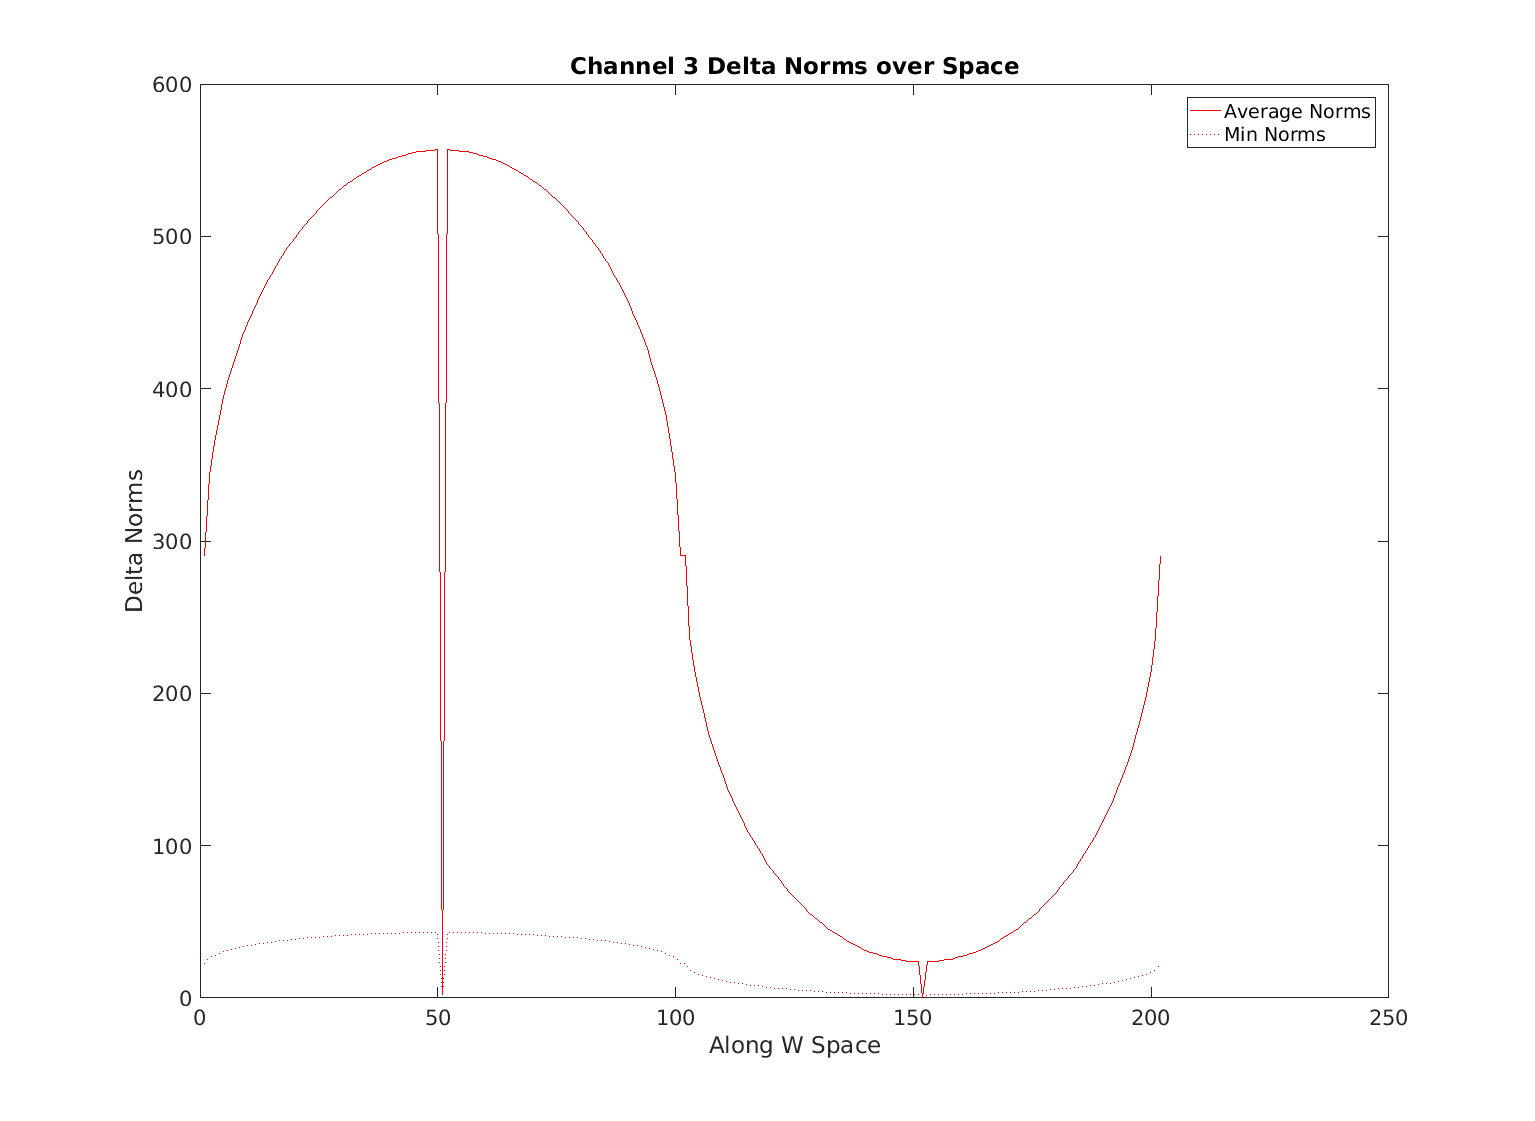 Channel 3 Delta Norms over Space
600
500
400
300
200
100
0
Delta Norms
Average Norms
Min Norms
0 50 100 150 200 250
Along W Space